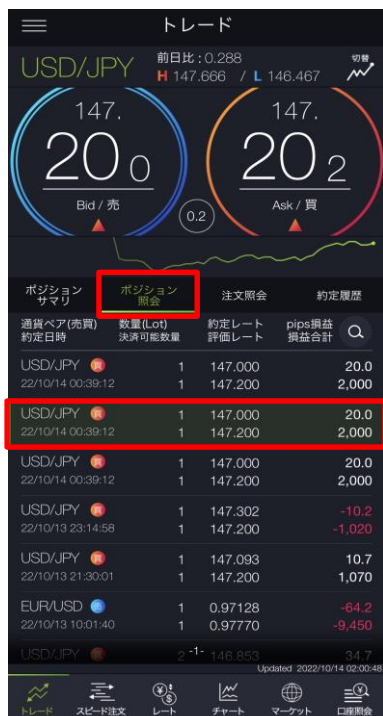 トレード
USD/JPY 前日比 : 0.288 切替
H 147.666 / L 146.467
147. 147.
20 0 20 2
Bid / 売 0.2 Ask / 買
ポジションサマリ ポジション照会 注文照会 約定履歴
通貨ペア(売買) 数量(Lot) 約定レート pips損益
約定日時 決済可能数量 評価レート 損益合計
USD/JPY 買 1 147.000 20.0
22/10/14 00:39:12 1 147.200 2,000
USD/JPY 買 1 147.000 20.0
22/10/14 00:39:12 1 147.200 2,000
USD/JPY 買 1 147.000 20.0
22/10/14 00:39:12 1 147.200 2,000
USD/JPY 買 1 147.302 -10.2
22/10/13 23:14:58 1 147.200 -1,020
USD/JPY 買 1 147.093 10.7
22/10/13 21:30:01 1 147.200 1,070
EUR/USD 売 1 0.97128 -64.2
22/10/13 10:01:40 1 0.97770 -9,450
USD/JPY 買 2 146.853 34.7
-1-
Updated 2022/10/14 02:00:48
トレード スピード注文 レート チャート マーケット 口座照会